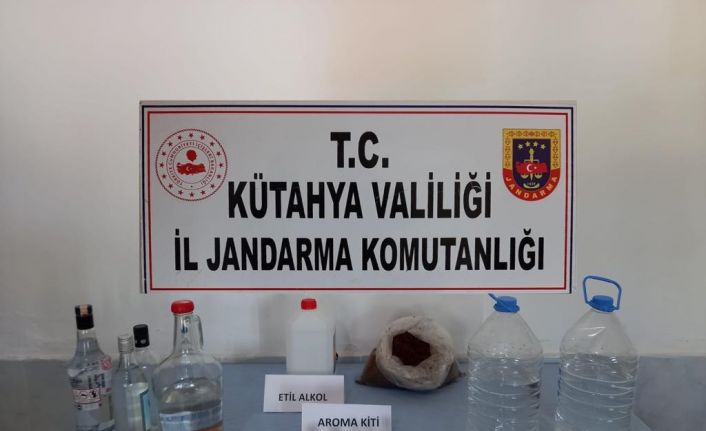 T.C.
KÜTAHYA VALİLİĞİ
İL JANDARMA KOMUTANLIĞI
JANDARMA
ETİL ALKOL
AROMA KİTİ